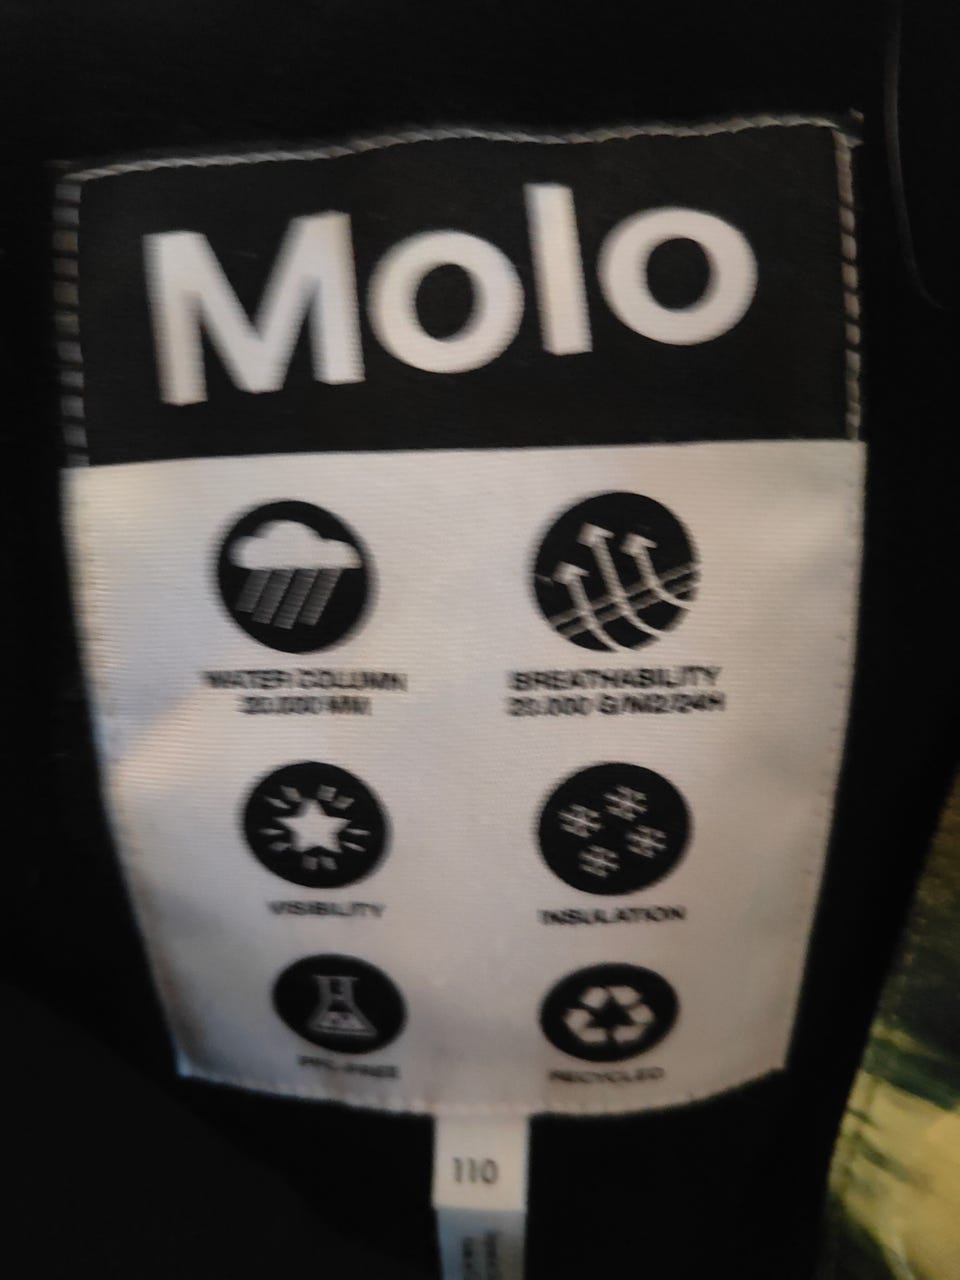 Molo
WATER COLUMN
20.000 MM
BREATHABILITY
20.000 G/M2/24H
VISIBILITY
INSULATION
PFC-FREE
RECYCLED
110